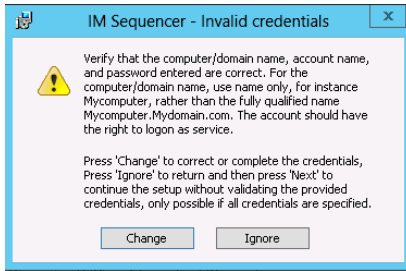 IM Sequencer - Invalid credentials
x
Verify that the computer/domain name, account name,
and password entered are correct. For the
computer/domain name, use name only, for instance
Mycomputer, rather than the fully qualified name
Mycomputer.Mydomain.com. The account should have
the right to logon as service.
Press 'Change' to correct or complete the credentials,
Press 'Ignore' to return and then press 'Next' to
continue the setup without validating the provided
credentials, only possible if all credentials are specified.
Change Ignore